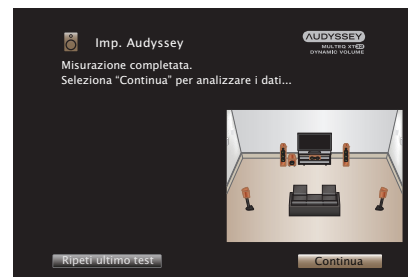 Imp. Audyssey
AUDYSSEY
MULTEQ XT32
DYNAMIC VOLUME
Misurazione completata.
Seleziona “Continua” per analizzare i dati...
Ripeti ultimo test
Continua